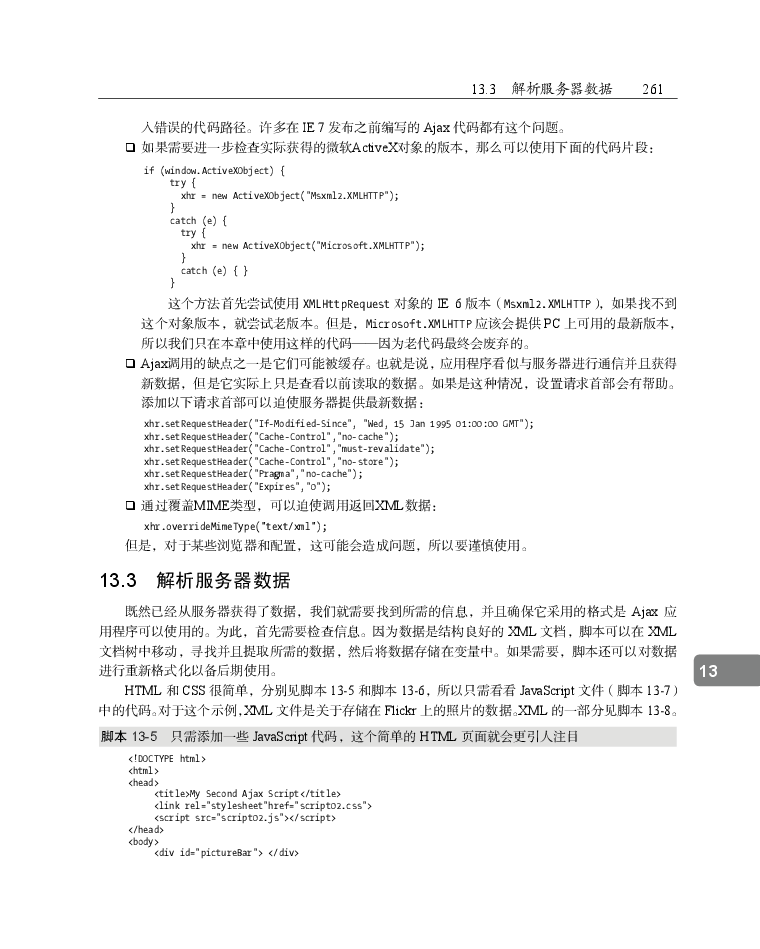 13.3 解析服务器数据 261
入错误的代码路径。许多在 IE 7 发布之前编写的 Ajax 代码都有这个问题。
❑ 如果需要进一步检查实际获得的微软ActiveX对象的版本，那么可以使用下面的代码片段：
if (window.ActiveXObject) {
try {
xhr = new ActiveXObject("Msxml2.XMLHTTP");
}
catch (e) {
try {
xhr = new ActiveXObject("Microsoft.XMLHTTP");
}
catch (e) { }
}
这个方法首先尝试使用 XMLHttpRequest 对象的 IE 6 版本（Msxml2.XMLHTTP），如果找不到
这个对象版本，就尝试老版本。但是，Microsoft.XMLHTTP 应该会提供 PC 上可用的最新版本，
所以我们只在本章中使用这样的代码——因为老代码最终会废弃的。
❑ Ajax调用的缺点之一是它们可能被缓存。也就是说，应用程序看似与服务器进行通信并且获得
新数据，但是它实际上只是查看以前读取的数据。如果是这种情况，设置请求首部会有帮助。
添加以下请求首部可以迫使服务器提供最新数据：
xhr.setRequestHeader("If-Modified-Since", "Wed, 15 Jan 1995 01:00:00 GMT");
xhr.setRequestHeader("Cache-Control","no-cache");
xhr.setRequestHeader("Cache-Control","must-revalidate");
xhr.setRequestHeader("Cache-Control","no-store");
xhr.setRequestHeader("Pragma","no-cache");
xhr.setRequestHeader("Expires","0");
❑ 通过覆盖MIME类型，可以迫使调用返回XML数据：
xhr.overrideMimeType("text/xml");
但是，对于某些浏览器和配置，这可能会造成问题，所以要谨慎使用。
13.3 解析服务器数据
既然已经从服务器获得了数据，我们就需要找到所需的信息，并且确保它采用的格式是 Ajax 应
用程序可以使用的。为此，首先需要检查信息。因为数据是结构良好的 XML 文档，脚本可以在 XML
文档树中移动，寻找并且提取所需的数据，然后将数据存储在变量中。如果需要，脚本还可以对数据
进行重新格式化以备后期使用。
13
HTML 和 CSS 很简单，分别见脚本 13-5 和脚本 13-6，所以只需看看 JavaScript 文件（脚本 13-7）
中的代码。对于这个示例，XML 文件是关于存储在 Flickr 上的照片的数据。XML 的一部分见脚本 13-8。
脚本 13-5 只需添加一些 JavaScript 代码，这个简单的 HTML 页面就会更引人注目
<!DOCTYPE html>
<html>
<head>
<title>My Second Ajax Script</title>
<link rel="stylesheet"href="script02.css">
<script src="script02.js"></script>
</head>
<body>
<div id="pictureBar"> </div>